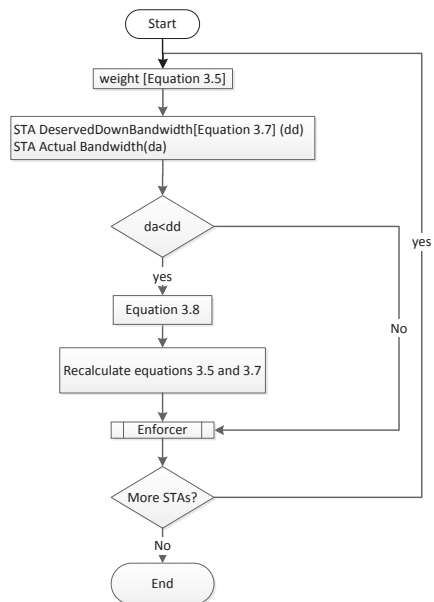 Start
weight [Equation 3.5]
STA DeservedDownBandwidth[Equation 3.7] (dd)
STA Actual Bandwidth(da)
da<dd
yes
yes
Equation 3.8
No
Recalculate equations 3.5 and 3.7
Enforcer
More STAs?
No
End